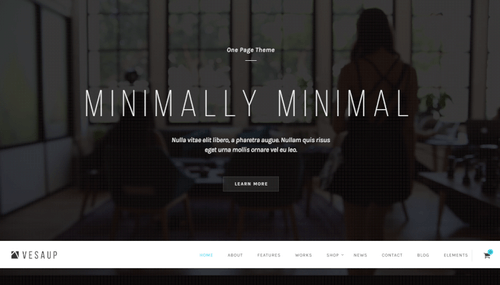 One Page Theme
MINIMALLY MINIMAL
Nulla vitae elit libero, a pharetra augue. Nullam quis risus
eget urna mollis ornare vel eu leo.
LEARN MORE
VESAUP HOME ABOUT FEATURES WORKS SHOP NEWS CONTACT BLOG ELEMENTS